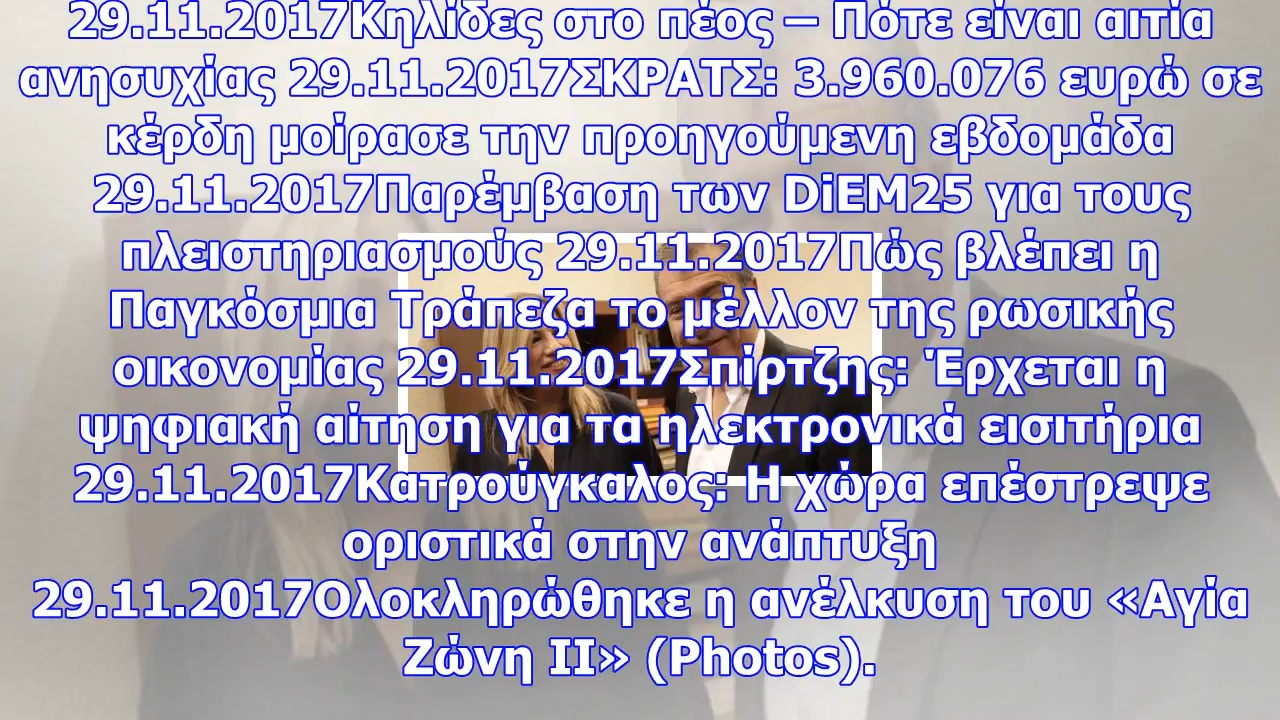 29.11.2017Κηλίδες στο πέος – Πότε είναι αιτία
ανησυχίας 29.11.2017ΣΚΡΑΤΣ: 3.960.076 ευρώ σε
κέρδη μοίρασε την προηγούμενη εβδομάδα
29.11.2017Παρέμβαση των DiEM25 για τους
πλειστηριασμούς 29.11.2017Πώς βλέπει η
Παγκόσμια Τράπεζα το μέλλον της ρωσικής
οικονομίας 29.11.2017Σπίρτζης: Έρχεται η
ψηφιακή αίτηση για τα ηλεκτρονικά εισιτήρια
29.11.2017Κατρούγκαλος: Η χώρα επέστρεψε
οριστικά στην ανάπτυξη
29.11.2017Ολοκληρώθηκε η ανέλκυση του «Αγία
Ζώνη ΙΙ» (Photos).